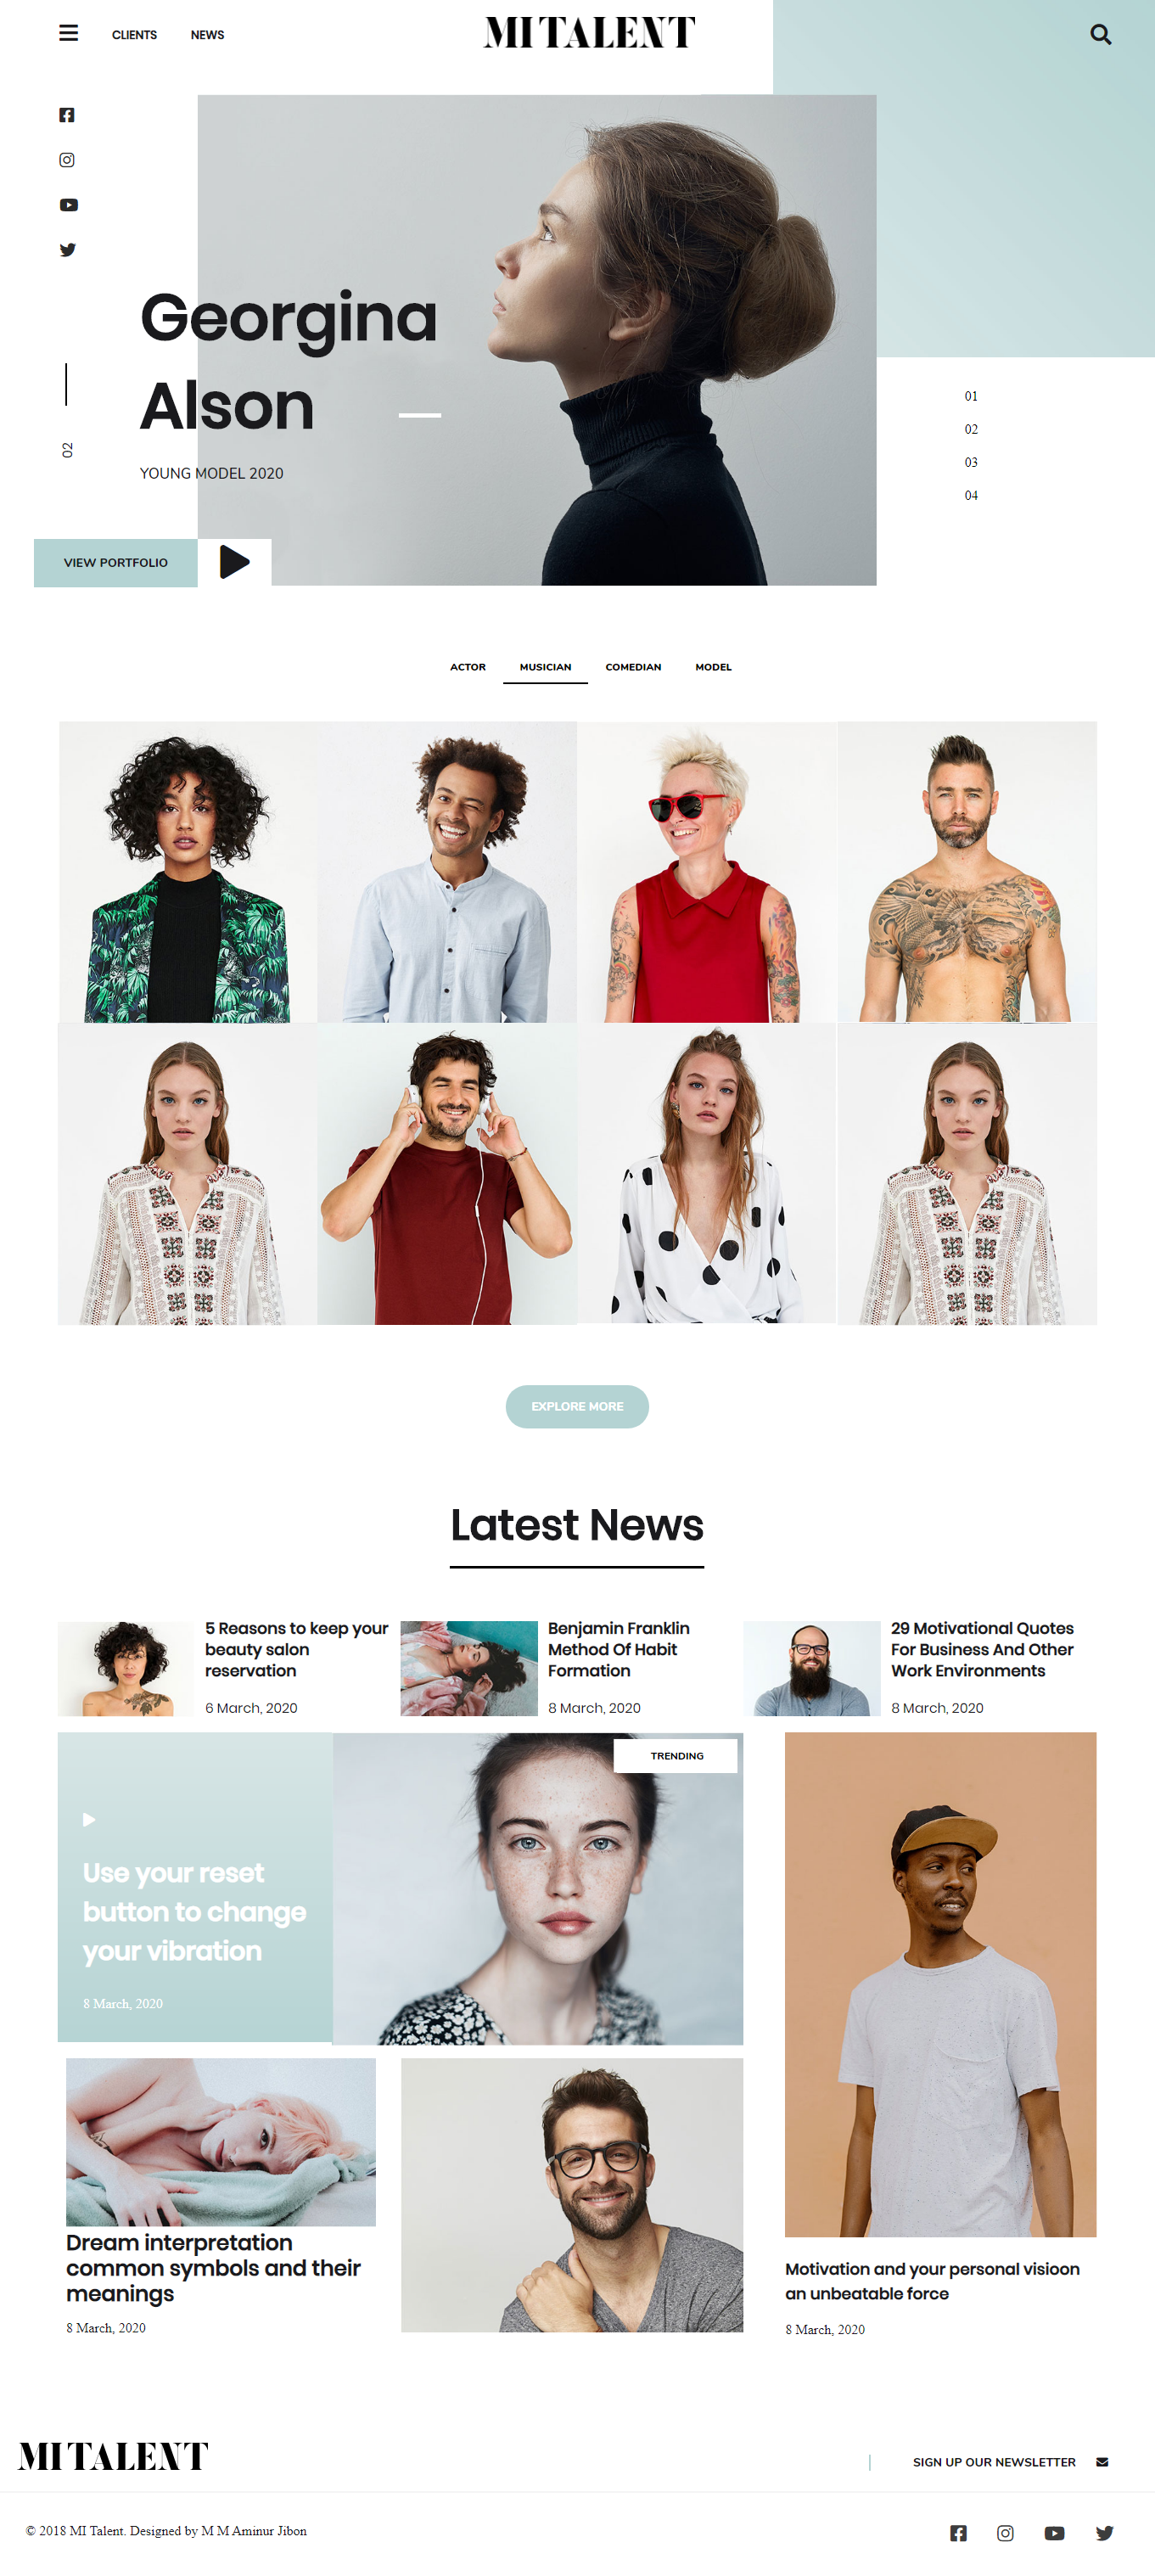 CLIENTS
NEWS
MI TALENT
Georgina
Alson
YOUNG MODEL 2020
02
01
02
03
04
VIEW PORTFOLIO
ACTOR
MUSICIAN
COMEDIAN
MODEL
EXPLORE MORE
Latest News
5 Reasons to keep your
beauty salon
reservation
6 March, 2020
Benjamin Franklin
Method Of Habit
Formation
8 March, 2020
29 Motivational Quotes
For Business And Other
Work Environments
8 March, 2020
TRENDING
Use your reset
button to change
your vibration
8 March, 2020
Dream interpretation
common symbols and their
meanings
8 March, 2020
Motivation and your personal visioon
an unbeatable force
8 March, 2020
MI TALENT
SIGN UP OUR NEWSLETTER
© 2018 MI Talent. Designed by M M Aminur Jibon